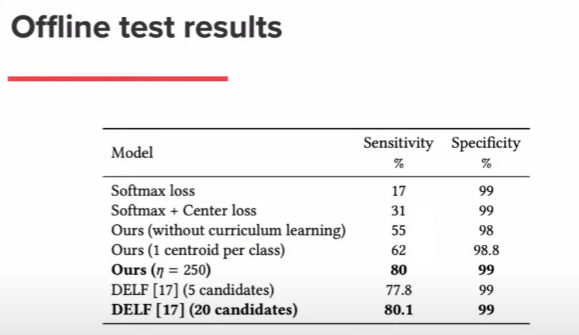 Offline test results
Model Sensitivity Specificity
% %
Softmax loss 17 99
Softmax + Center loss 31 99
Ours (without curriculum learning) 55 98
Ours (1 centroid per class) 62 98.8
Ours (η = 250) 80 99
DELF [17] (5 candidates) 77.8 99
DELF [17] (20 candidates) 80.1 99